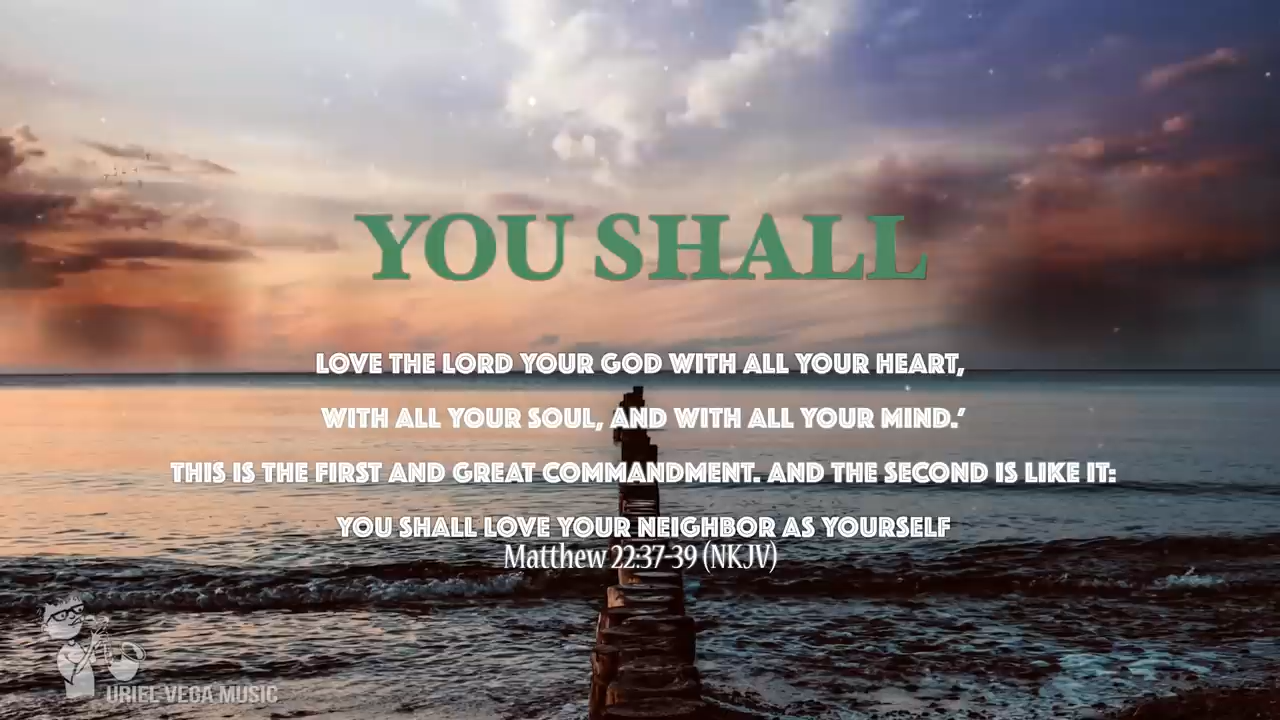 YOU SHALL
LOVE THE LORD YOUR GOD WITH ALL YOUR HEART,
WITH ALL YOUR SOUL, AND WITH ALL YOUR MIND.’
THIS IS THE FIRST AND GREAT COMMANDMENT. AND THE SECOND IS LIKE IT:
YOU SHALL LOVE YOUR NEIGHBOR AS YOURSELF
Matthew 22:37-39 (NKJV)
URIEL VEGA MUSIC